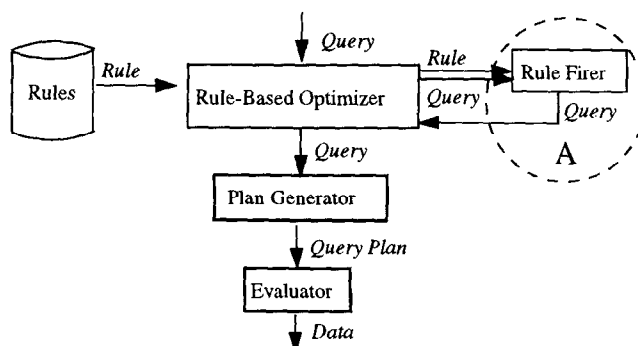 Query
Rule
Rule
Rule Firer
Rules
Rule-Based Optimizer
Query
Query
A
Query
Plan Generator
Query Plan
Evaluator
Data